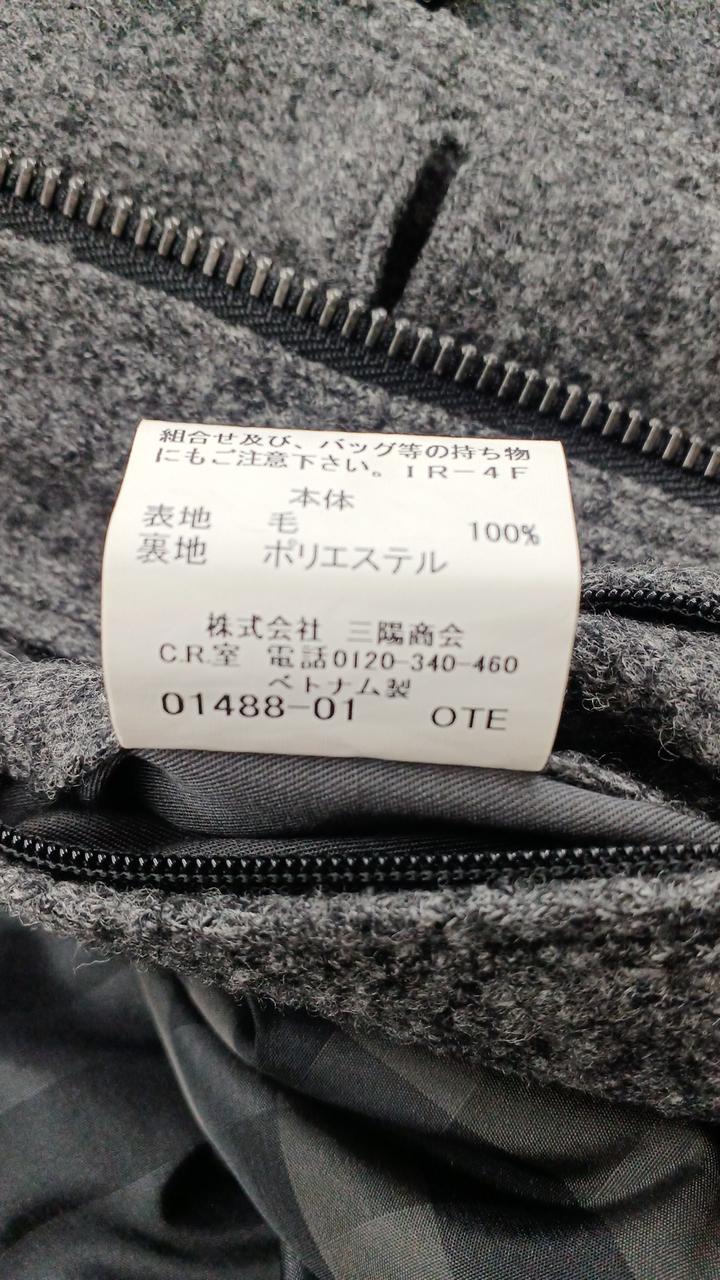 組合せ及び、バッグ等の持ち物
にもご注意下さい。IR-4F
本体
表地 毛 100%
裏地 ポリエステル
株式会社 三陽商会
C.R.室 電話0120-340-460
ベトナム製
01488-01 OTE